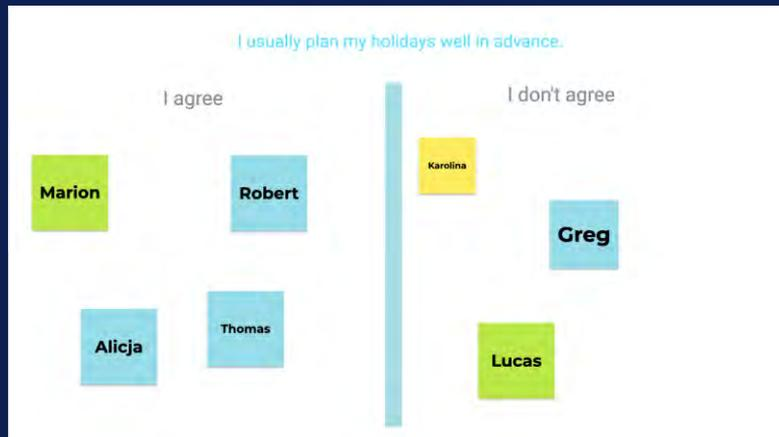 I usually plan my holidays well in advance.
I agree
I don't agree
Marion
Robert
Alicja
Thomas
Karolina
Greg
Lucas